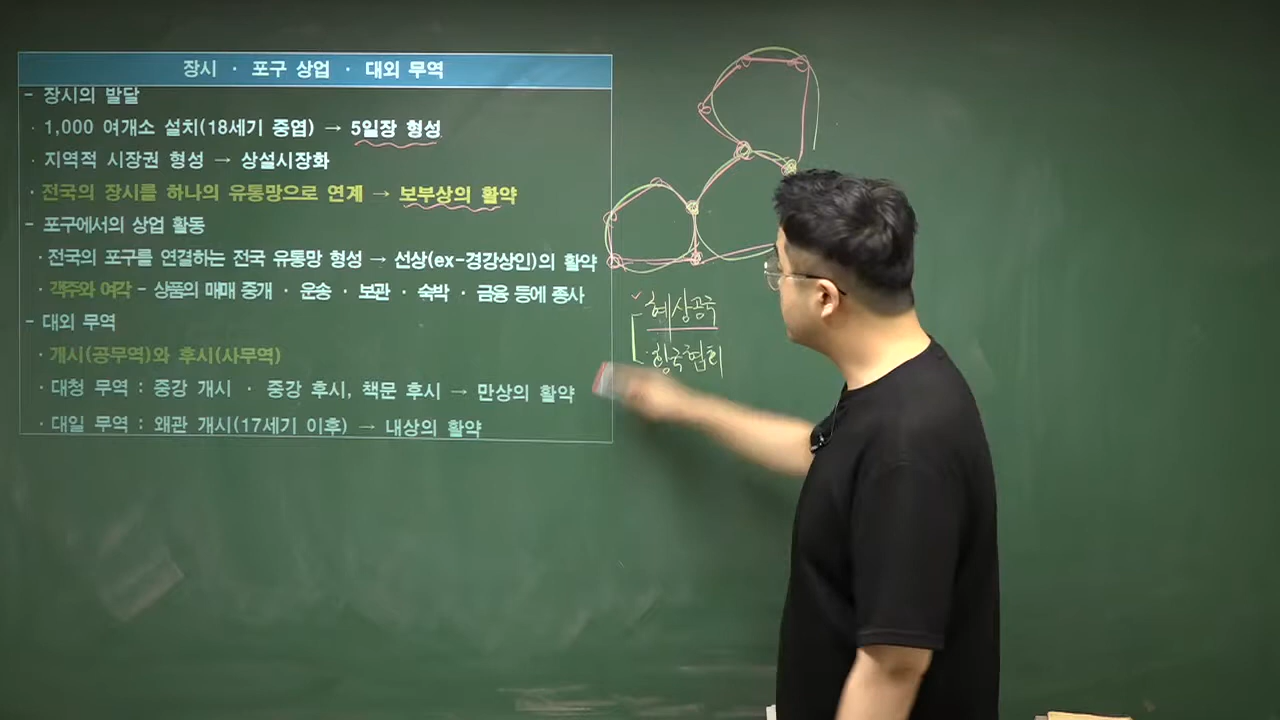 장시 · 포구 상업 · 대외 무역
- 장시의 발달
· 1,000 여개소 설치(18세기 중엽) → 5일장 형성
· 지역적 시장권 형성 → 상설시장화
· 전국의 장시를 하나의 유통망으로 연계 → 보부상의 활약
- 포구에서의 상업 활동
· 전국의 포구를 연결하는 전국 유통망 형성 → 선상(ex-경강상인)의 활약
· 객주와 여각 - 상품의 매매 중개 · 운송 · 보관 · 숙박 · 금융 등에 종사
- 대외 무역
· 개시(공무역)와 후시(사무역)
· 대청 무역 : 중강 개시 · 중강 후시, 책문 후시 → 만상의 활약
· 대일 무역 : 왜관 개시(17세기 이후) → 내상의 활약
혜상공국
황국협회